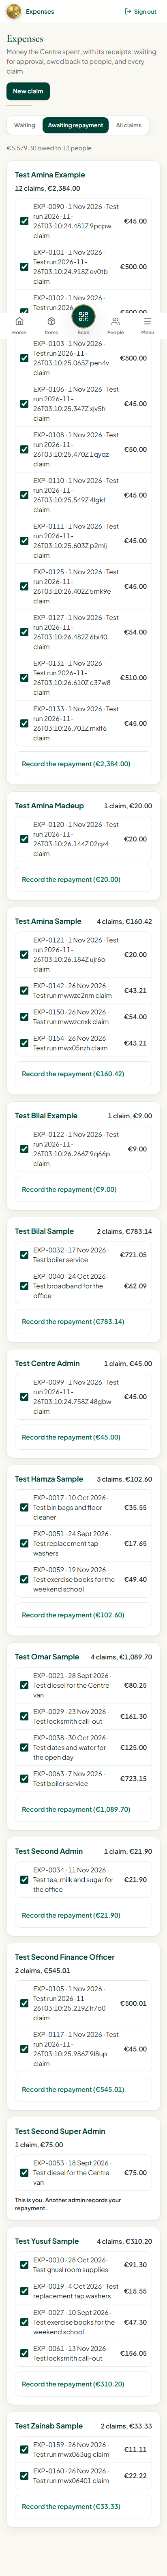 Expenses
Sign out
Expenses
Money the Centre spent, with its receipts: waiting
for approval, owed back to people, and every
claim.
New claim
Waiting
Awaiting repayment
All claims
€5,579.30 owed to 13 people
Test Amina Example
12 claims, €2,384.00
EXP-0090 · 1 Nov 2026 · Test
run 2026-11-
26T03:10:24.481Z 9pcpw
claim
€45.00
EXP-0101 · 1 Nov 2026 ·
Test run 2026-11-
26T03:10:24.918Z ev0tb
claim
€500.00
EXP-0102 · 1 Nov 2026 ·
Home
Items
Scan
People
Menu
EXP-0103 · 1 Nov 2026 ·
Test run 2026-11-
26T03:10:25.065Z pen4v
claim
€500.00
EXP-0106 · 1 Nov 2026 ·
Test run 2026-11-
26T03:10:25.347Z xjv5h
claim
€45.00
EXP-0108 · 1 Nov 2026 ·
Test run 2026-11-
26T03:10:25.470Z 1qyqz
claim
€50.00
EXP-0110 · 1 Nov 2026 ·
Test run 2026-11-
26T03:10:25.549Z 4lgkf
claim
€45.00
EXP-0111 · 1 Nov 2026 · Test
run 2026-11-
26T03:10:25.603Z p2mlj
claim
€45.00
EXP-0125 · 1 Nov 2026 ·
Test run 2026-11-
26T03:10:26.402Z 5mk9e
claim
€45.00
EXP-0127 · 1 Nov 2026 ·
Test run 2026-11-
26T03:10:26.482Z 6bi40
claim
€54.00
EXP-0131 · 1 Nov 2026 ·
Test run 2026-11-
26T03:10:26.610Z c37w8
claim
€510.00
EXP-0133 · 1 Nov 2026 ·
Test run 2026-11-
26T03:10:26.701Z mxlf6
claim
€45.00
Record the repayment (€2,384.00)
Test Amina Madeup
1 claim, €20.00
EXP-0120 · 1 Nov 2026 ·
Test run 2026-11-
26T03:10:26.144Z 02qz4
claim
€20.00
Record the repayment (€20.00)
Test Amina Sample
4 claims, €160.42
EXP-0121 · 1 Nov 2026 ·
Test run 2026-11-
26T03:10:26.184Z ujr6o
claim
€20.00
EXP-0142 · 26 Nov 2026 ·
Test run mwwzc2nm claim
€43.21
EXP-0150 · 26 Nov 2026 ·
Test run mwwzcnxk claim
€54.00
EXP-0154 · 26 Nov 2026 ·
Test run mwx05nzh claim
€43.21
Record the repayment (€160.42)
Test Bilal Example
1 claim, €9.00
EXP-0122 · 1 Nov 2026 ·
Test run 2026-11-
26T03:10:26.266Z 9q66p
claim
€9.00
Record the repayment (€9.00)
Test Bilal Sample
2 claims, €783.14
EXP-0032 · 17 Nov 2026 ·
Test boiler service
€721.05
EXP-0040 · 24 Oct 2026 ·
Test broadband for the
office
€62.09
Record the repayment (€783.14)
Test Centre Admin
1 claim, €45.00
EXP-0099 · 1 Nov 2026 ·
Test run 2026-11-
26T03:10:24.758Z 48gbw
claim
€45.00
Record the repayment (€45.00)
Test Hamza Sample
3 claims, €102.60
EXP-0017 · 10 Oct 2026 ·
Test bin bags and floor
cleaner
€35.55
EXP-0051 · 24 Sept 2026 ·
Test replacement tap
washers
€17.65
EXP-0059 · 19 Nov 2026 ·
Test exercise books for the
weekend school
€49.40
Record the repayment (€102.60)
Test Omar Sample
4 claims, €1,089.70
EXP-0021 · 28 Sept 2026 ·
Test diesel for the Centre
van
€80.25
EXP-0029 · 23 Nov 2026 ·
Test locksmith call-out
€161.30
EXP-0038 · 30 Oct 2026 ·
Test dates and water for
the open day
€125.00
EXP-0063 · 7 Nov 2026 ·
Test boiler service
€723.15
Record the repayment (€1,089.70)
Test Second Admin
1 claim, €21.90
EXP-0034 · 11 Nov 2026 ·
Test tea, milk and sugar for
the office
€21.90
Record the repayment (€21.90)
Test Second Finance Officer
2 claims, €545.01
EXP-0105 · 1 Nov 2026 ·
Test run 2026-11-
26T03:10:25.219Z lr7o0
claim
€500.01
EXP-0117 · 1 Nov 2026 · Test
run 2026-11-
26T03:10:25.986Z 9l8up
claim
€45.00
Record the repayment (€545.01)
Test Second Super Admin
1 claim, €75.00
EXP-0053 · 18 Sept 2026 ·
Test diesel for the Centre
van
€75.00
This is you. Another admin records your
repayment.
Test Yusuf Sample
4 claims, €310.20
EXP-0010 · 28 Oct 2026 ·
Test ghusl room supplies
€91.30
EXP-0019 · 4 Oct 2026 · Test
replacement tap washers
€15.55
EXP-0027 · 10 Sept 2026 ·
Test exercise books for the
weekend school
€47.30
EXP-0061 · 13 Nov 2026 ·
Test locksmith call-out
€156.05
Record the repayment (€310.20)
Test Zainab Sample
2 claims, €33.33
EXP-0159 · 26 Nov 2026 ·
Test run mwx063ug claim
€11.11
EXP-0160 · 26 Nov 2026 ·
Test run mwx06401 claim
€22.22
Record the repayment (€33.33)